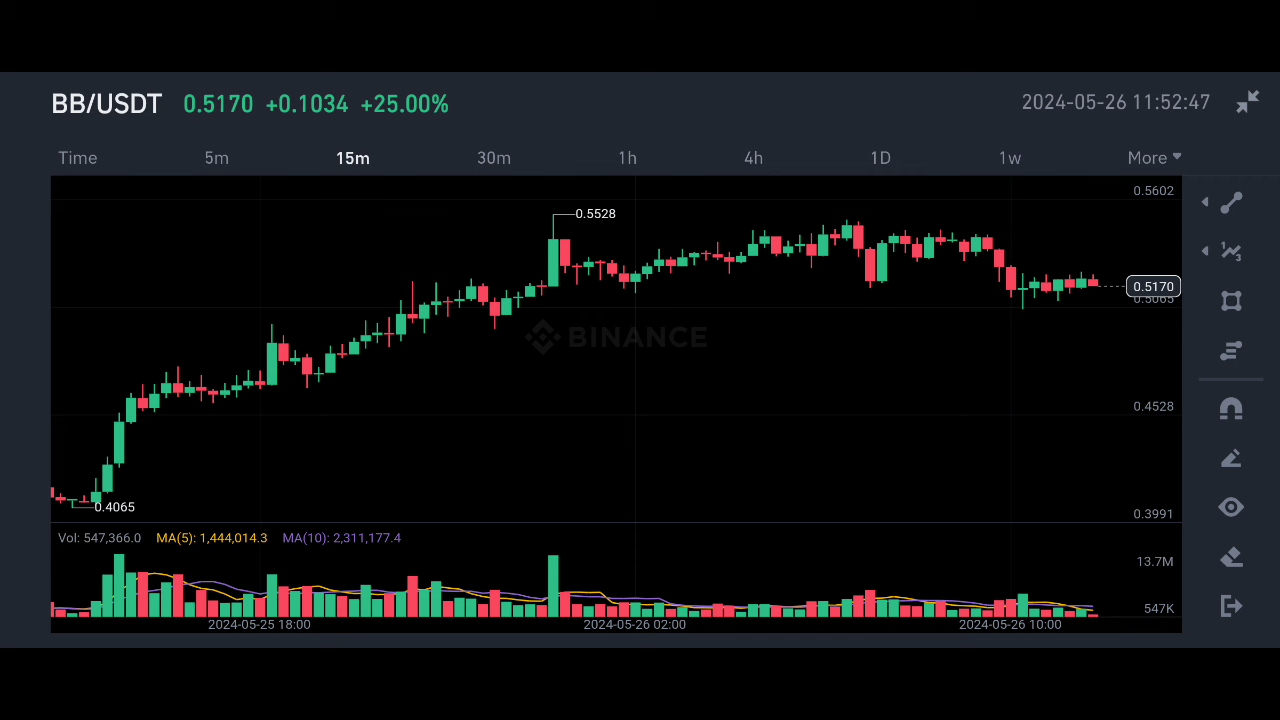 BB/USDT 0.5170 +0.1034 +25.00% 2024-05-26 11:52:47
Time 5m 15m 30m 1h 4h 1D 1w More
0.5602
0.5528
0.5170
0.5065
BINANCE
0.4528
0.4065
0.3991
Vol: 547,366.0 MA(5): 1,444,014.3 MA(10): 2,311,177.4
13.7M
547K
2024-05-25 18:00 2024-05-26 02:00 2024-05-26 10:00